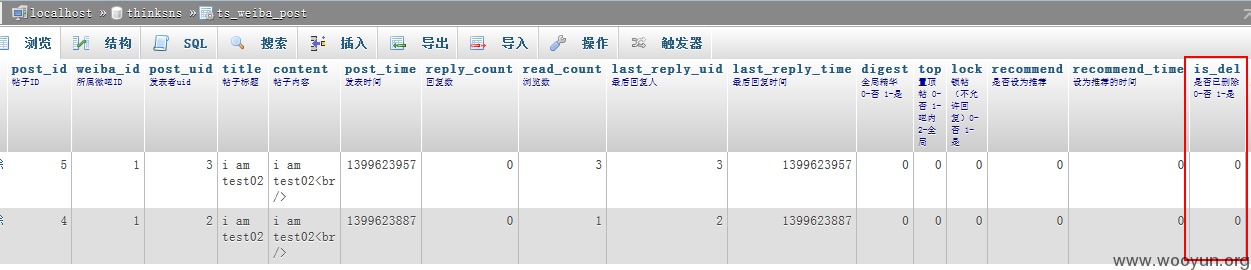 localhost » thinksns » ts_weiba_post
浏览 结构 SQL 搜索 插入 导出 导入 操作 触发器
post_id weiba_id post_uid title content post_time reply_count read_count last_reply_uid last_reply_time digest top lock recommend recommend_time is_del
帖子ID 所属微吧ID 发表者uid 帖子标题 帖子内容 发表时间 回复数 浏览数 最后回复人 最后回复时间 全局精华 置顶 锁帖 是否设为推荐 设为推荐的时间 是否已删除
0-否 1-是 帖 0- (不允 0-否 1-是
否 1- 许回
吧内 复)0-
2-全 否 1-
局 是
5 1 3 i am i am 1399623957 0 3 3 1399623957 0 0 0 0 0 0
test02 test02<br
/>
4 1 2 i am i am 1399623887 0 1 2 1399623887 0 0 0 0 0 0
test02 test02<br
/>
www.wooyun.org